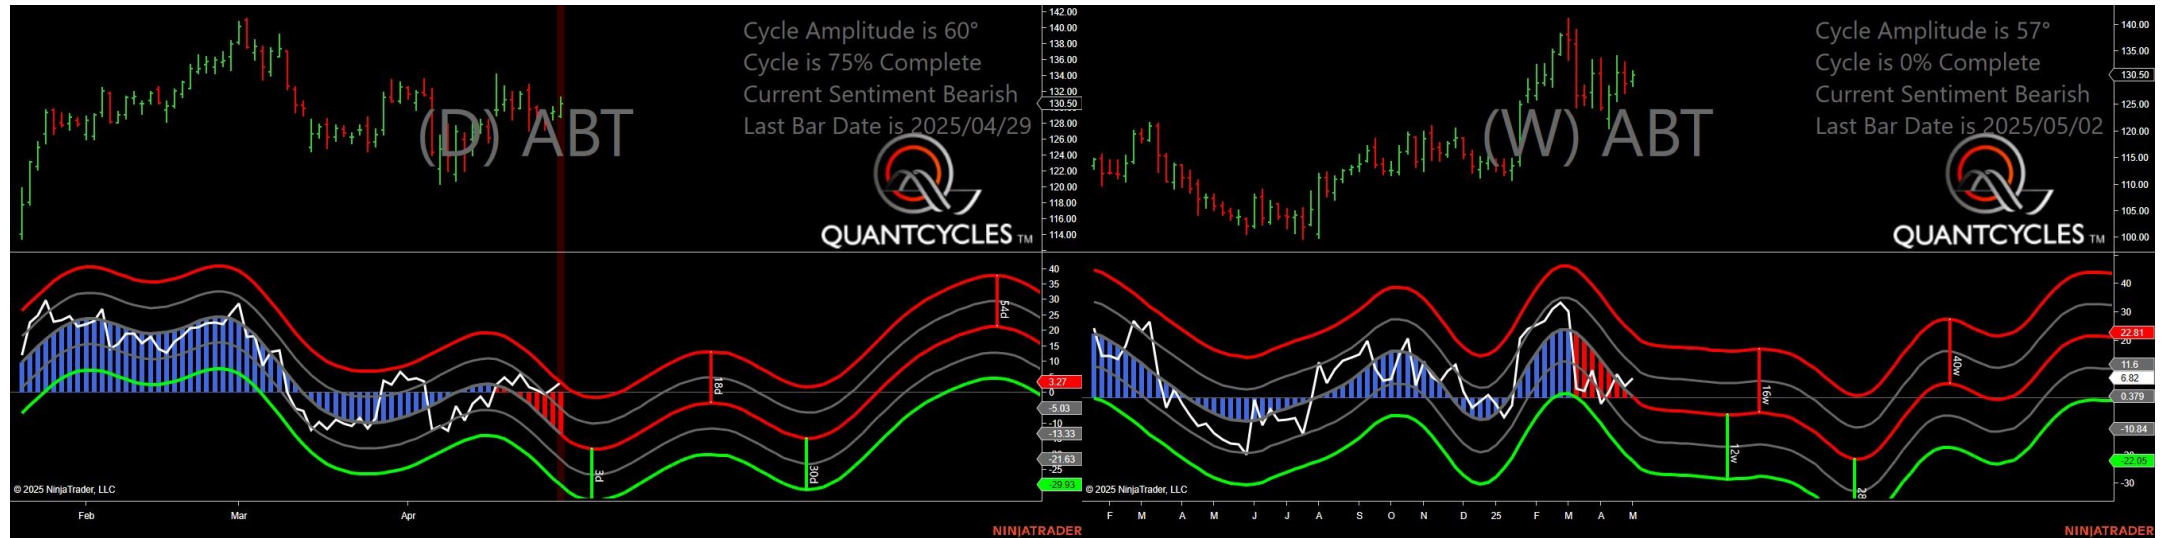 Cycle Amplitude is 60°
Cycle is 75% Complete
Current Sentiment Bearish
Last Bar Date is 2025/04/29
(D) ABT
QUANTCYCLES TM
142.00
140.00
138.00
136.00
134.00
132.00
130.50
128.00
126.00
124.00
122.00
120.00
118.00
116.00
114.00
40
35
30
25
20
15
10
5
3.27
0
-5.03
-10
-13.33
-21.63
-25
-29.93
3d
18d
30d
54d
© 2025 NinjaTrader, LLC
Feb Mar Apr
NINJATRADER
Cycle Amplitude is 57°
Cycle is 0% Complete
Current Sentiment Bearish
Last Bar Date is 2025/05/02
(W) ABT
QUANTCYCLES TM
140.00
135.00
130.50
125.00
120.00
115.00
110.00
105.00
100.00
40
30
22.81
20
11.6
6.82
0.379
-10.84
-22.05
-30
12w
16w
28
40w
© 2025 NinjaTrader, LLC
F M A M J J A S O N D 25 F M A M
NINJATRADER